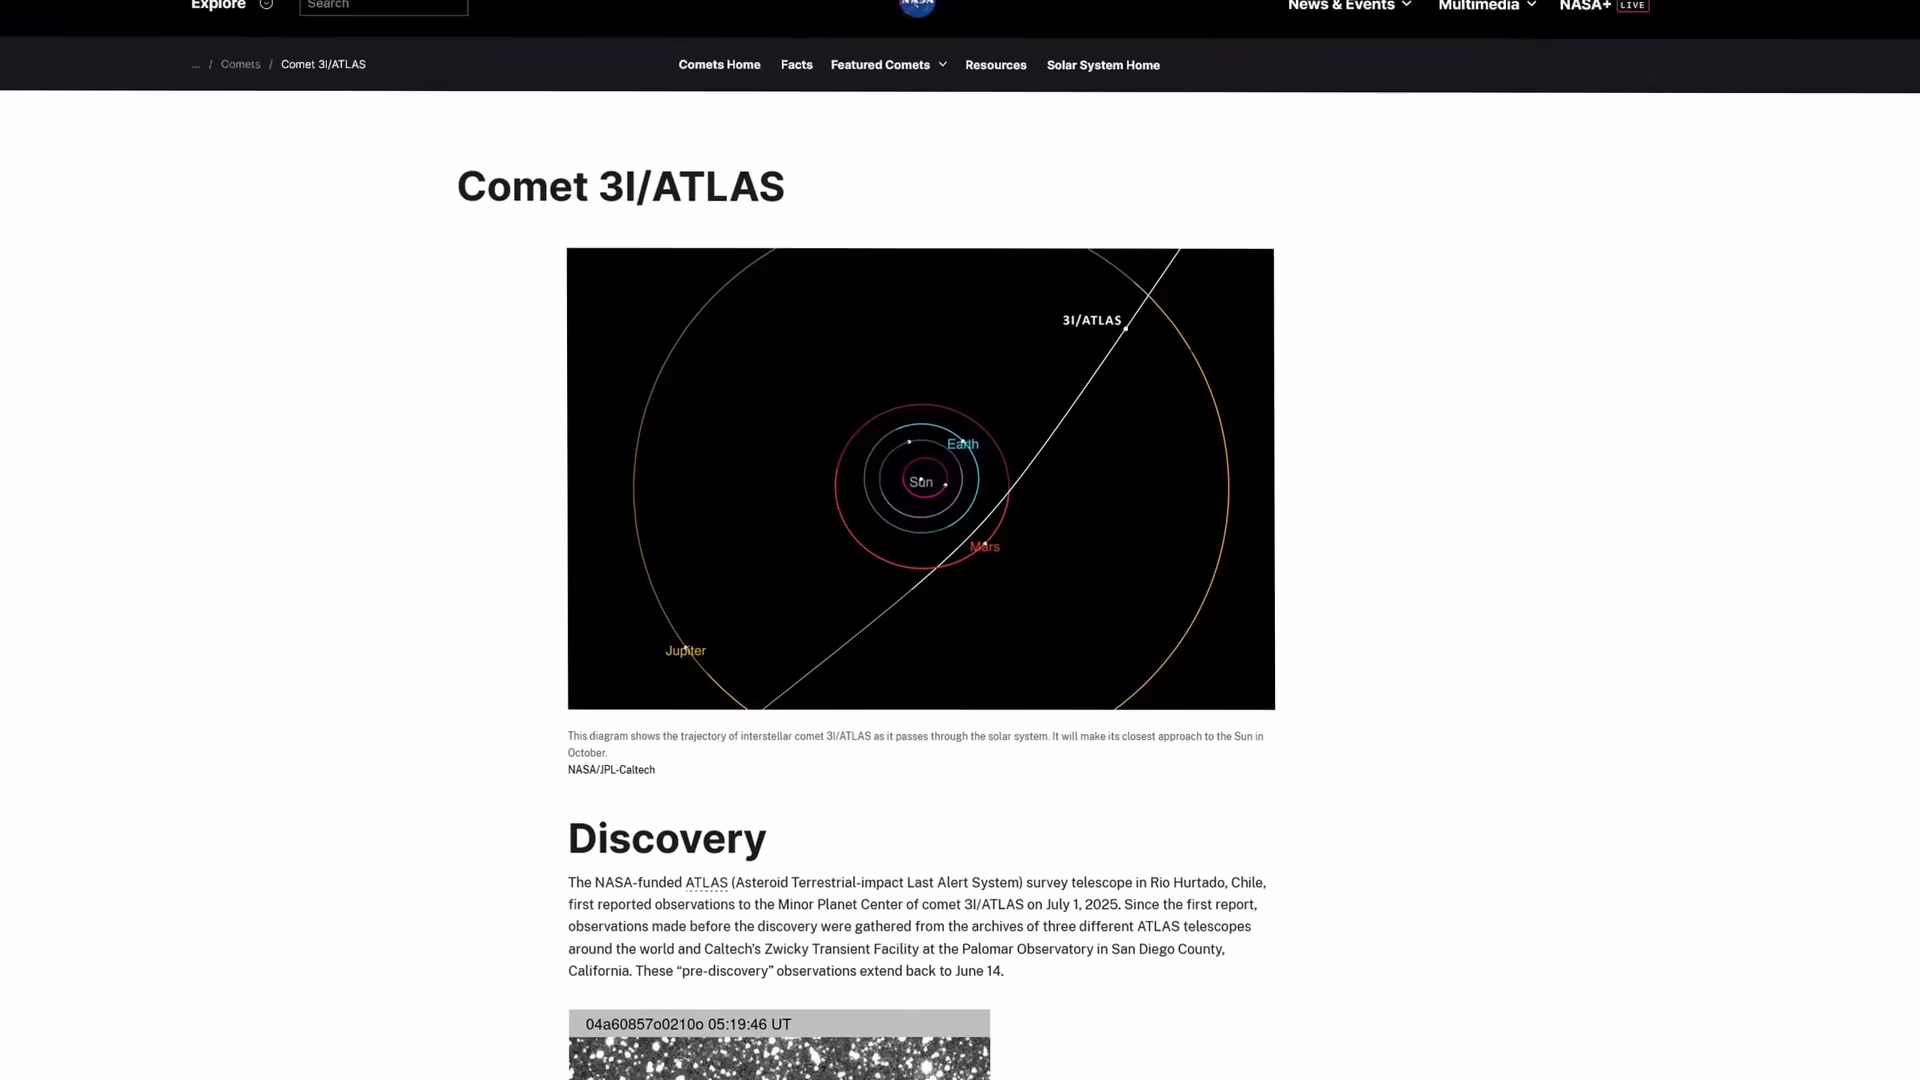 Explore
Search
NASA
News & Events
Multimedia
NASA+ LIVE
... / Comets / Comet 3I/ATLAS
Comets Home
Facts
Featured Comets
Resources
Solar System Home
Comet 3I/ATLAS
3I/ATLAS
Earth
Sun
Mars
Jupiter
This diagram shows the trajectory of interstellar comet 3I/ATLAS as it passes through the solar system. It will make its closest approach to the Sun in
October.
NASA/JPL-Caltech
Discovery
The NASA-funded ATLAS (Asteroid Terrestrial-impact Last Alert System) survey telescope in Rio Hurtado, Chile,
first reported observations to the Minor Planet Center of comet 3I/ATLAS on July 1, 2025. Since the first report,
observations made before the discovery were gathered from the archives of three different ATLAS telescopes
around the world and Caltech’s Zwicky Transient Facility at the Palomar Observatory in San Diego County,
California. These “pre-discovery” observations extend back to June 14.
04a60857o0210o 05:19:46 UT